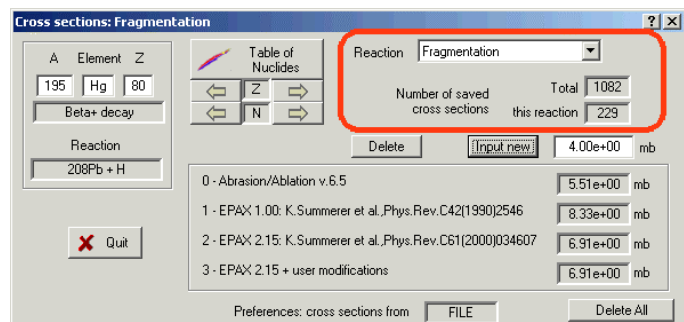 Cross sections: Fragmentation
A Element Z
195 Hg 80
Beta+ decay
Reaction
208Pb + H
Quit
Table of
Nuclides
Z
N
Reaction Fragmentation
Number of saved
cross sections
Total 1082
this reaction 229
Delete Input new 4.00e+00 mb
0 - Abrasion/Ablation v.6.5 5.51e+00 mb
1 - EPAX 1.00: K.Summerer et al.,Phys.Rev.C42(1990)2546 8.33e+00 mb
2 - EPAX 2.15: K.Summerer et al.,Phys.Rev.C61(2000)034607 6.91e+00 mb
3 - EPAX 2.15 + user modifications 6.91e+00 mb
Preferences: cross sections from FILE Delete All